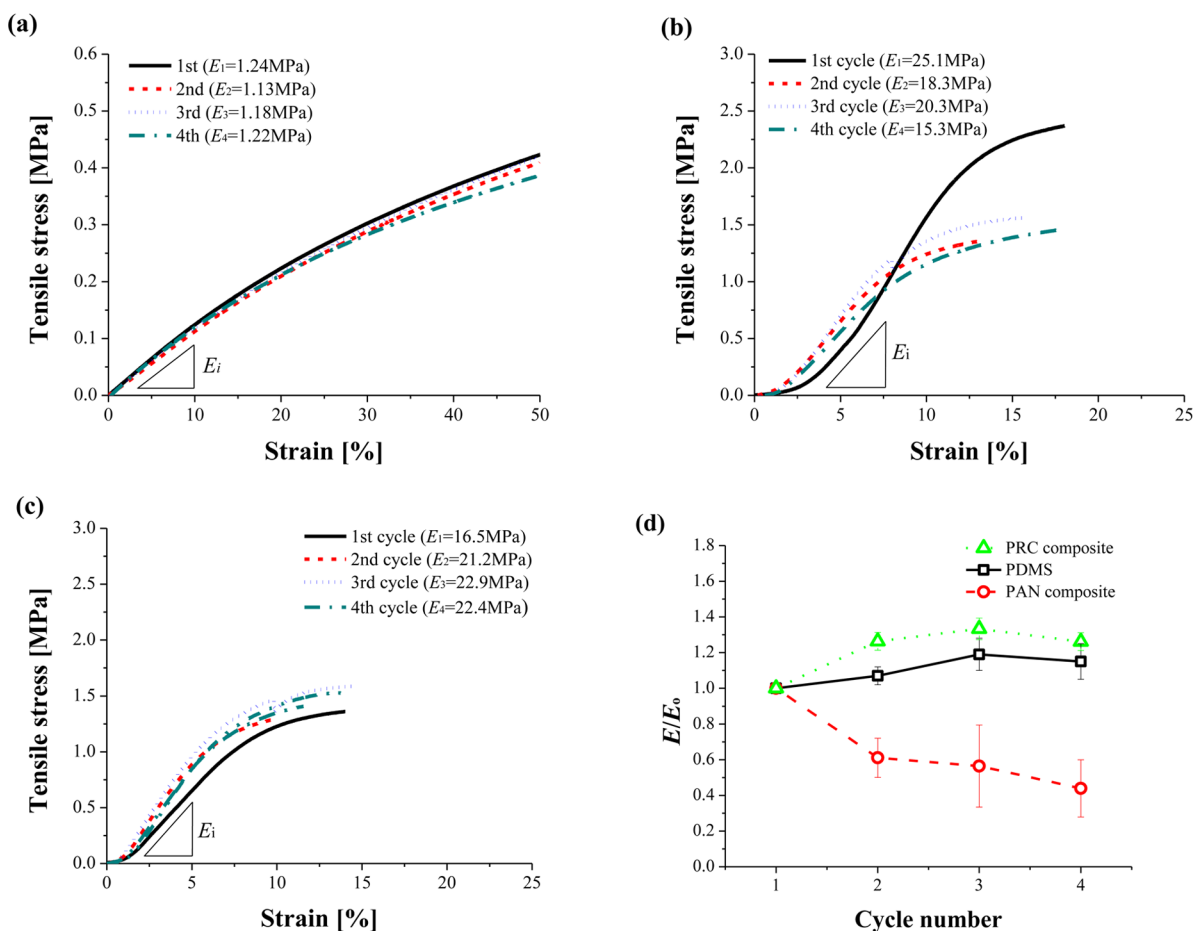 (a)
0.6
0.5
0.4
0.3
0.2
0.1
0.0
Tensile stress [MPa]
1st (E1=1.24MPa)
2nd (E2=1.13MPa)
3rd (E3=1.18MPa)
4th (E4=1.22MPa)
Ei
0 10 20 30 40 50
Strain [%]
(b)
3.0
2.5
2.0
1.5
1.0
0.5
0.0
Tensile stress [MPa]
1st cycle (E1=25.1MPa)
2nd cycle (E2=18.3MPa)
3rd cycle (E3=20.3MPa)
4th cycle (E4=15.3MPa)
Ei
0 5 10 15 20 25
Strain [%]
(c)
3.0
2.5
2.0
1.5
1.0
0.5
0.0
Tensile stress [MPa]
1st cycle (E1=16.5MPa)
2nd cycle (E2=21.2MPa)
3rd cycle (E3=22.9MPa)
4th cycle (E4=22.4MPa)
Ei
0 5 10 15 20 25
Strain [%]
(d)
1.8
1.6
1.4
1.2
1.0
0.8
0.6
0.4
0.2
0.0
E/Eo
PRC composite
PDMS
PAN composite
1 2 3 4
Cycle number